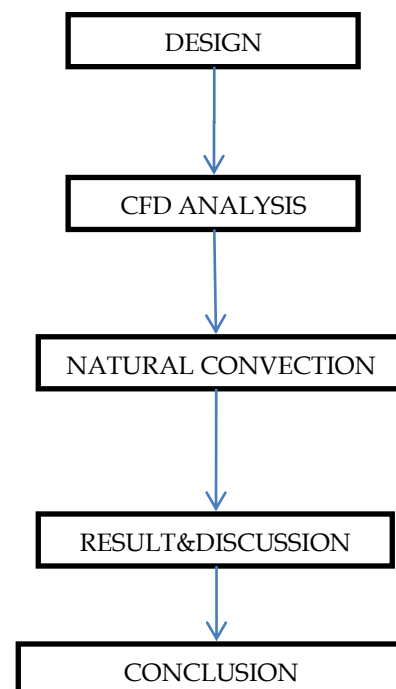 DESIGN
CFD ANALYSIS
NATURAL CONVECTION
RESULT&DISCUSSION
CONCLUSION